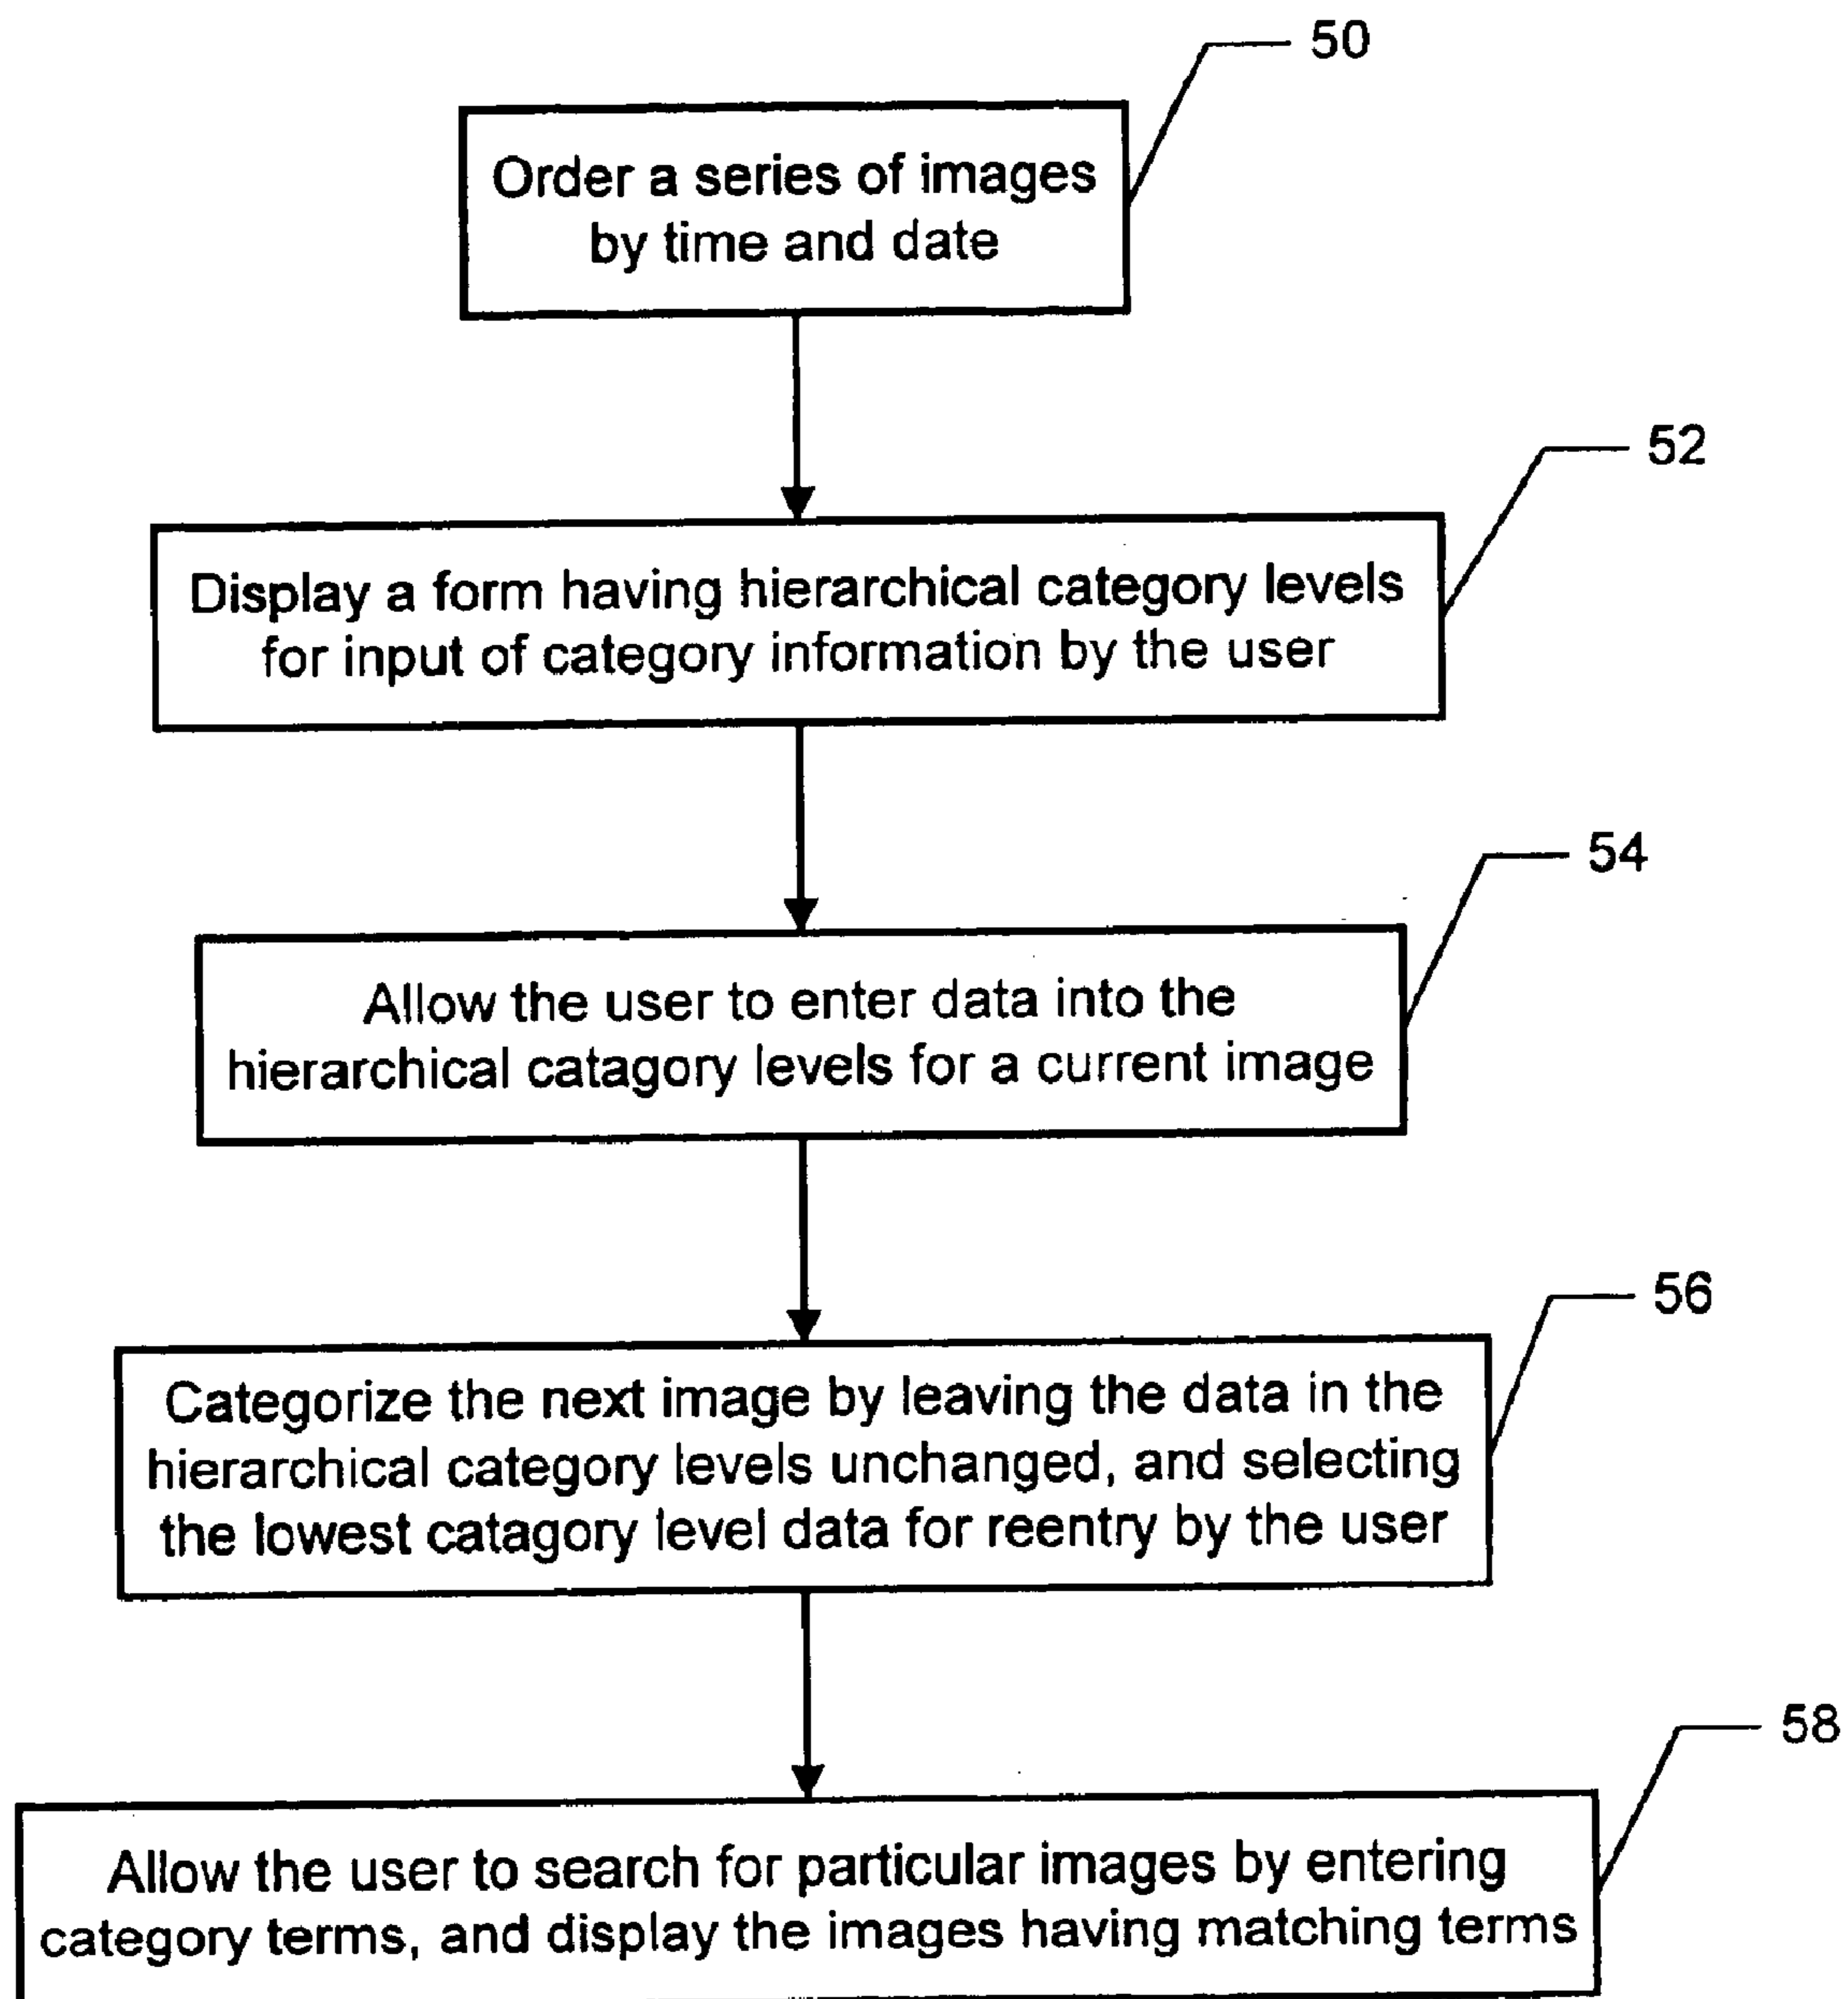 50
Order a series of images
by time and date
52
Display a form having hierarchical category levels
for input of category information by the user
54
Allow the user to enter data into the
hierarchical catagory levels for a current image
56
Categorize the next image by leaving the data in the
hierarchical category levels unchanged, and selecting
the lowest catagory level data for reentry by the user
58
Allow the user to search for particular images by entering
category terms, and display the images having matching terms